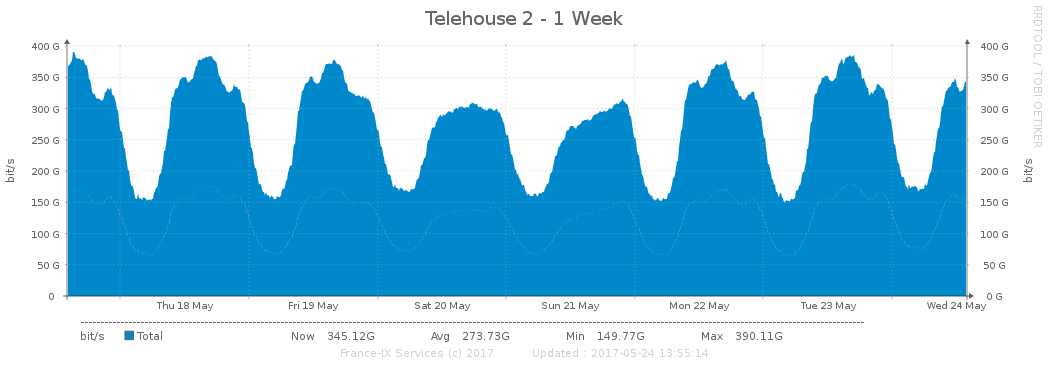 Telehouse 2 - 1 Week
RRDTOOL / TOBI OETIKER
bit/s
400 G
350 G
300 G
250 G
200 G
150 G
100 G
50 G
0
400 G
350 G
300 G
250 G
200 G
150 G
100 G
50 G
0 G
bit/s
Thu 18 May Fri 19 May Sat 20 May Sun 21 May Mon 22 May Tue 23 May Wed 24 May
bit/s Total Now 345.12G Avg 273.73G Min 149.77G Max 390.11G
France-IX Services (c) 2017 Updated : 2017-05-24 13:55:14